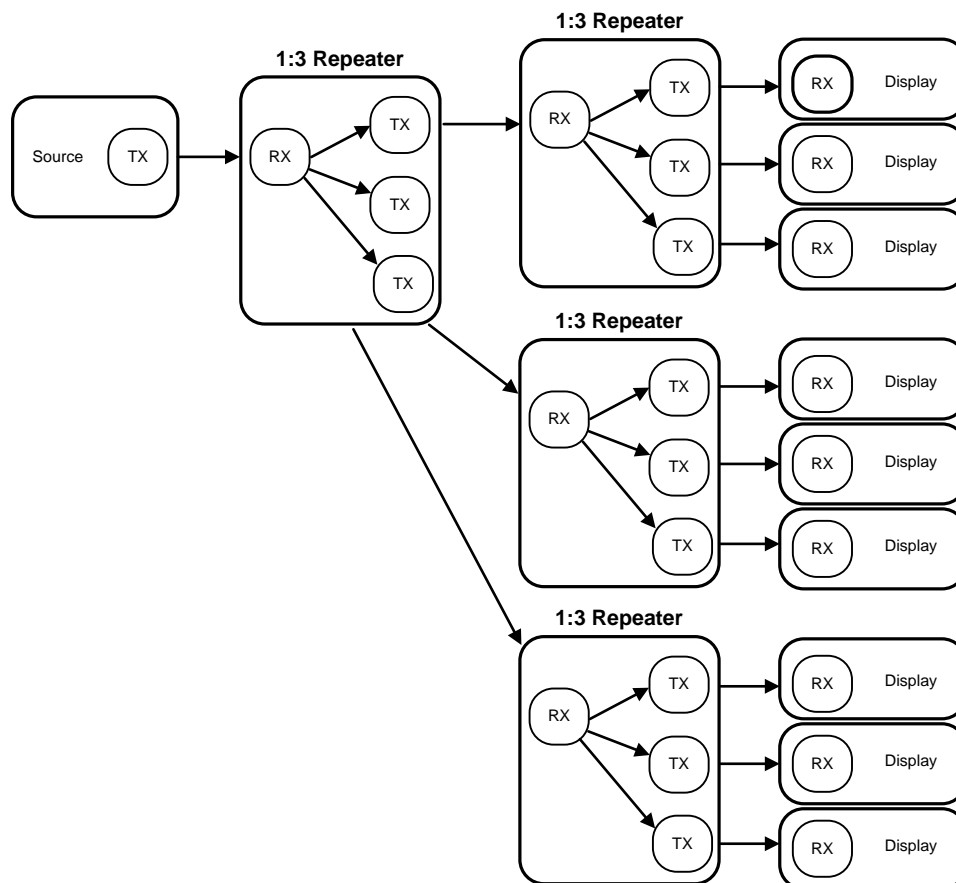 1:3 Repeater
1:3 Repeater
Source TX
RX TX
TX
TX
RX TX
TX
TX
RX Display
RX Display
RX Display
1:3 Repeater
RX TX
TX
TX
RX Display
RX Display
RX Display
1:3 Repeater
RX TX
TX
TX
RX Display
RX Display
RX Display